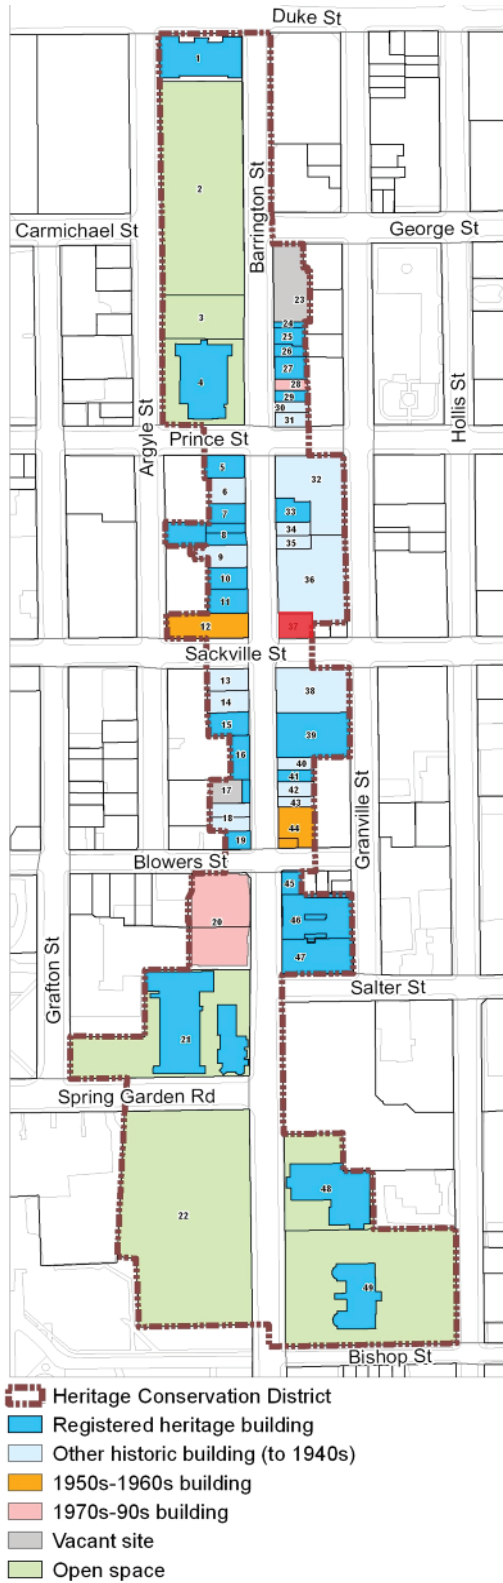 Duke St
1
Barrington St
2
Carmichael St
George St
23
3
24
25
26
4
27
28
29
30
31
Argyle St
Hollis St
Prince St
5
32
6
7
33
8
34
35
9
10
36
11
12
37
Sackville St
13
38
14
15
39
16
40
41
17
42
43
18
44
19
Granville St
Blowers St
45
20
46
47
Grafton St
Salter St
21
Spring Garden Rd
48
22
49
Bishop St
Heritage Conservation District
Registered heritage building
Other historic building (to 1940s)
1950s-1960s building
1970s-90s building
Vacant site
Open space